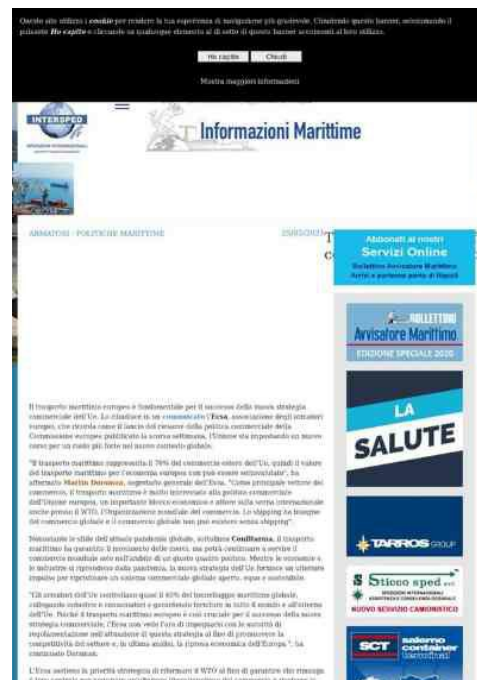 Questo sito utilizza i cookie per rendere la tua esperienza di navigazione più gradevole. Chiudendo questo banner, selezionando il
pulsante Ho capito o cliccando su qualunque elemento al di sotto di questo banner acconsenti al loro utilizzo.
Ho capito
Chiudi
Mostra maggiori informazioni
INTERSPED
Informazioni Marittime
ARMATORI - POLITICHE MARITTIME
Abbonati ai nostri
Servizi Online
Bollettino Avvisatore Marittimo
Arrivi e partenze porto di Napoli
BOLLETTINO
Avvisatore Marittimo
EDIZIONE SPECIALE 2020
Il trasporto marittimo europeo è fondamentale per il successo della nuova strategia
commerciale dell'Ue. Lo chiarisce in un comunicato l'Ecsa, associazione degli armatori
europei, che ricorda come il lancio del riesame della politica commerciale della
Commissione europea pubblicato la scorsa settimana, l'Unione sta impostando un nuovo
corso per un ruolo più forte nel nuovo contesto globale.
"Il trasporto marittimo rappresenta il 76% del commercio estero dell'Ue, quindi il valore
del trasporto marittimo per l'economia europea non può essere sottovalutato", ha
affermato Martin Dorsman, segretario generale dell'Ecsa. "Come principale vettore del
commercio, il trasporto marittimo è molto interessato alla politica commerciale
dell'Unione europea, un importante blocco economico e attore sulla scena internazionale
anche presso il WTO, l'Organizzazione mondiale del commercio. Lo shipping ha bisogno
del commercio globale e il commercio globale non può esistere senza shipping".
Nonostante le sfide dell'attuale pandemia globale, sottolinea Confitarma, il trasporto
marittimo ha garantito il movimento delle merci, ma potrà continuare a servire il
commercio mondiale solo nell'ambito di un quadro positivo. Mentre le economie e
le industrie si riprendono dalla pandemia, la nuova strategia dell'Ue fornisce un ulteriore
impulso per ripristinare un sistema commerciale globale aperto, equo e sostenibile.
"Gli armatori dell'Ue controllano quasi il 40% del tonnellaggio marittimo globale,
collegando industrie e consumatori e garantendo forniture in tutto il mondo e all'interno
dell'Ue. Poiché il trasporto marittimo europeo è così cruciale per il successo della nuova
strategia commerciale, l'Ecsa non vede l'ora di impegnarsi con le autorità di
regolamentazione nell'attuazione di questa strategia al fine di promuovere la
competitività del settore e, in ultima analisi, la ripresa economica dell'Europa.", ha
continuato Dorsman.
L'Ecsa sostiene la priorità strategica di riformare il WTO al fine di garantire che rimanga
LA
SALUTE
TARROS GROUP
Sticco sped
NUOVO SERVIZIO CAMIONISTICO
SCT salerno
container
terminal